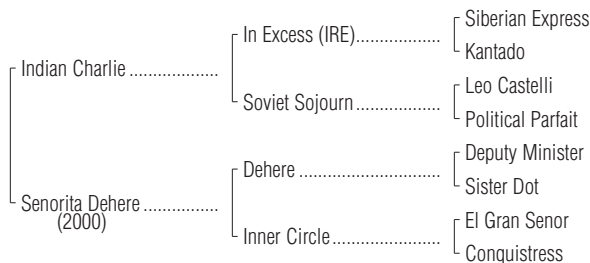 Siberian Express
In Excess (IRE)..................
Kantado
Indian Charlie ...................
Leo Castelli
Soviet Sojourn ..................
Political Parfait
Deputy Minister
Dehere ..............................
Sister Dot
Senorita Dehere ................
(2000)
El Gran Senor
Inner Circle .......................
Conquistress